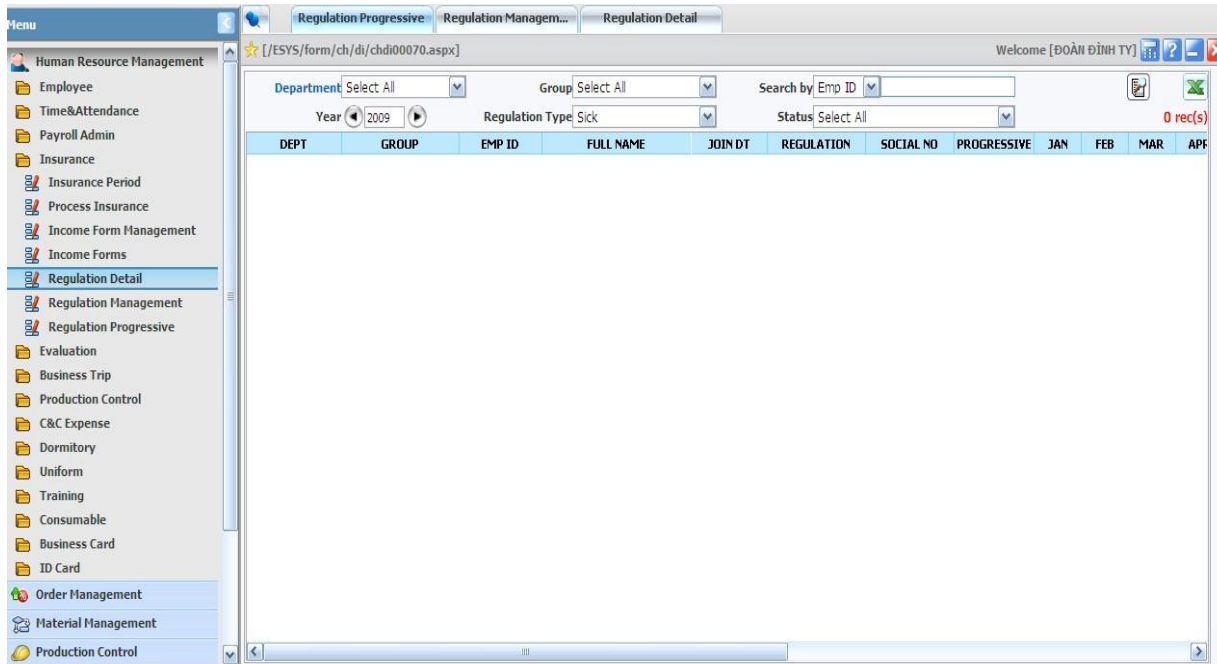 Menu
Human Resource Management
Employee
Time&Attendance
Payroll Admin
Insurance
Insurance Period
Process Insurance
Income Form Management
Income Forms
Regulation Detail
Regulation Management
Regulation Progressive
Evaluation
Business Trip
Production Control
C&C Expense
Dormitory
Uniform
Training
Consumable
Business Card
ID Card
Order Management
Material Management
Production Control
Regulation Progressive Regulation Managem... Regulation Detail
[/ESYS/form/ch/di/chdi00070.aspx] Welcome [ĐOÀN ĐÌNH TY] ?
Department Select All Group Select All Search by Emp ID
Year 2009 Regulation Type Sick Status Select All 0 rec(s)
DEPT GROUP EMP ID FULL NAME JOIN DT REGULATION SOCIAL NO PROGRESSIVE JAN FEB MAR APR